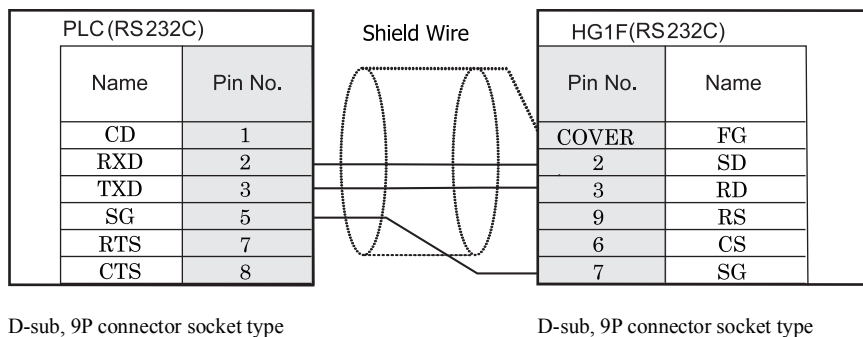 PLC(RS232C) Shield Wire HG1F(RS232C)
Name Pin No. Pin No. Name
CD 1 COVER FG
RXD 2 2 SD
TXD 3 3 RD
SG 5 9 RS
RTS 7 6 CS
CTS 8 7 SG
D-sub, 9P connector socket type D-sub, 9P connector socket type